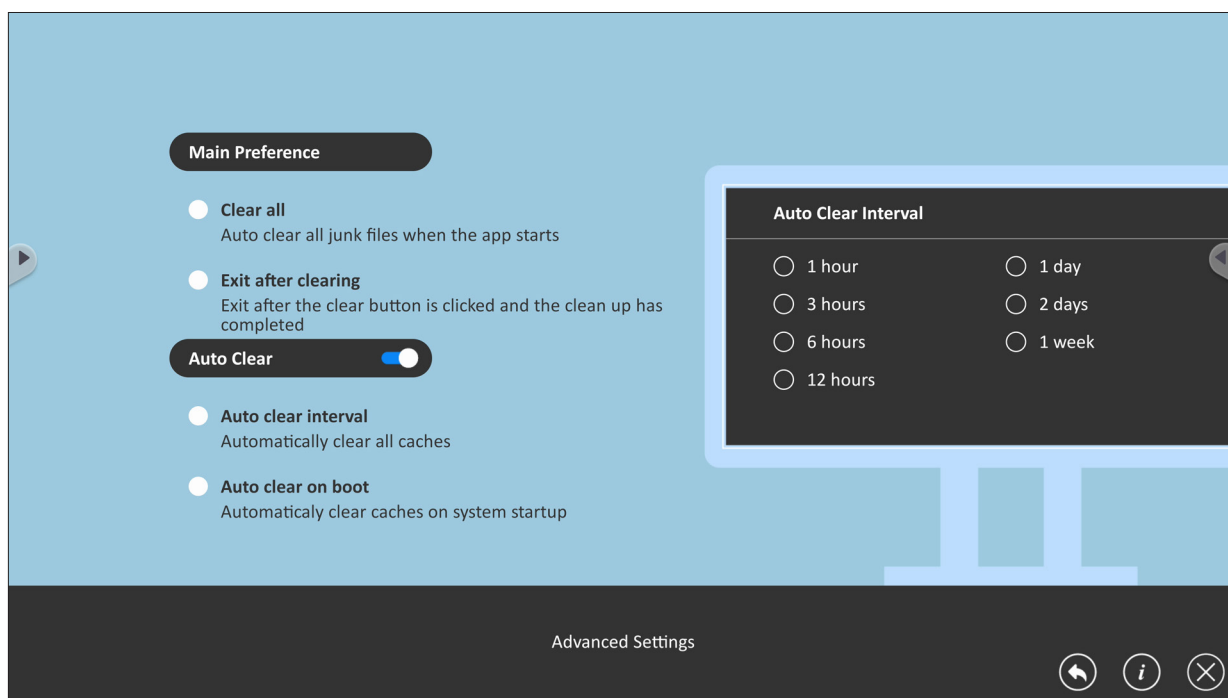 Main Preference
Clear all
Auto clear all junk files when the app starts
Exit after clearing
Exit after the clear button is clicked and the clean up has
completed
Auto Clear
Auto clear interval
Automatically clear all caches
Auto clear on boot
Automaticaly clear caches on system startup
Auto Clear Interval
1 hour
1 day
3 hours
2 days
6 hours
1 week
12 hours
Advanced Settings
i